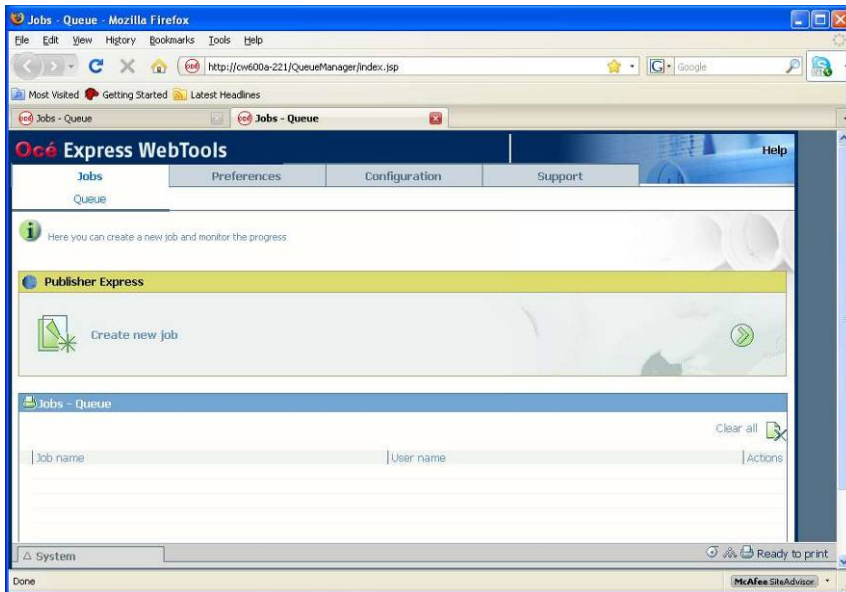 Jobs - Queue - Mozilla Firefox
File Edit View History Bookmarks Tools Help
http://cw600a-221/QueueManager/index.jsp
G Google
Most Visited Getting Started Latest Headlines
océ Jobs - Queue océ Jobs - Queue
Océ Express WebTools
Help
Jobs Preferences Configuration Support
Queue
i Here you can create a new job and monitor the progress
Publisher Express
Create new job
Jobs - Queue
Clear all
Job name User name Actions
System Ready to print
Done McAfee SiteAdvisor